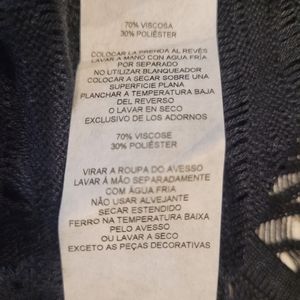 70% VISCOSA
30% POLIÉSTER
COLOCAR LA PRENDA AL REVÉS
LAVAR A MANO CON AGUA FRÍA
POR SEPARADO
NO UTILIZAR BLANQUEADOR
COLOCAR A SECAR SOBRE UNA
SUPERFICIE PLANA
PLANCHAR A TEMPERATURA BAJA
DEL REVERSO
O LAVAR EN SECO
EXCLUSIVO DE LOS ADORNOS
70% VISCOSE
30% POLIÉSTER
VIRAR A ROUPA DO AVESSO
LAVAR À MÃO SEPARADAMENTE
COM ÁGUA FRIA
NÃO USAR ALVEJANTE
SECAR ESTENDIDO
FERRO NA TEMPERATURA BAIXA
PELO AVESSO
OU LAVAR A SECO
EXCETO AS PEÇAS DECORATIVAS